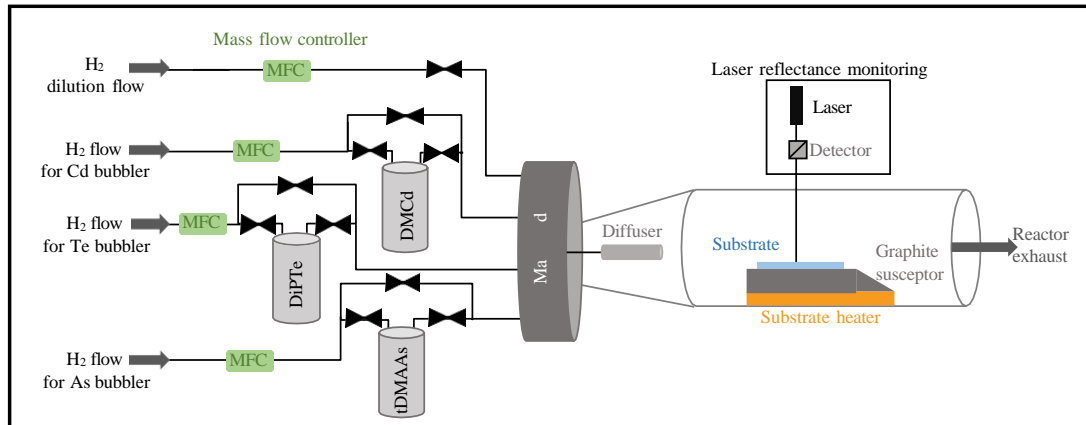 Mass flow controller
H₂
dilution flow
MFC
H₂ flow
for Cd bubbler
MFC
DMCd
H₂ flow
for Te bubbler
MFC
DiPTe
H₂ flow
for As bubbler
MFC
tDMAAs
Ma d
Diffuser
Laser reflectance monitoring
Laser
Detector
Substrate
Graphite
susceptor
Substrate heater
Reactor
exhaust